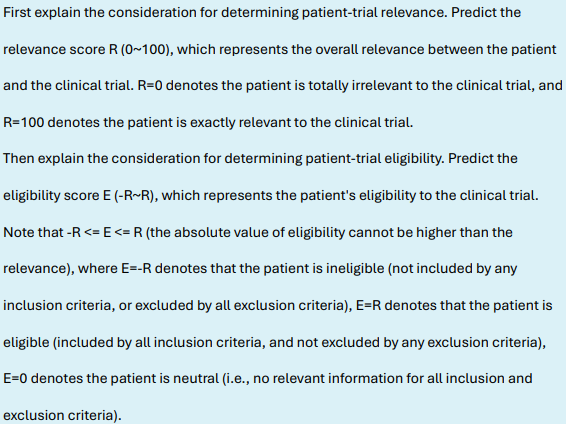 First explain the consideration for determining patient-trial relevance. Predict the
relevance score R (0~100), which represents the overall relevance between the patient
and the clinical trial. R=0 denotes the patient is totally irrelevant to the clinical trial, and
R=100 denotes the patient is exactly relevant to the clinical trial.
Then explain the consideration for determining patient-trial eligibility. Predict the
eligibility score E (-R~R), which represents the patient's eligibility to the clinical trial.
Note that -R <= E <= R (the absolute value of eligibility cannot be higher than the
relevance), where E=-R denotes that the patient is ineligible (not included by any
inclusion criteria, or excluded by all exclusion criteria), E=R denotes that the patient is
eligible (included by all inclusion criteria, and not excluded by any exclusion criteria),
E=0 denotes the patient is neutral (i.e., no relevant information for all inclusion and
exclusion criteria).